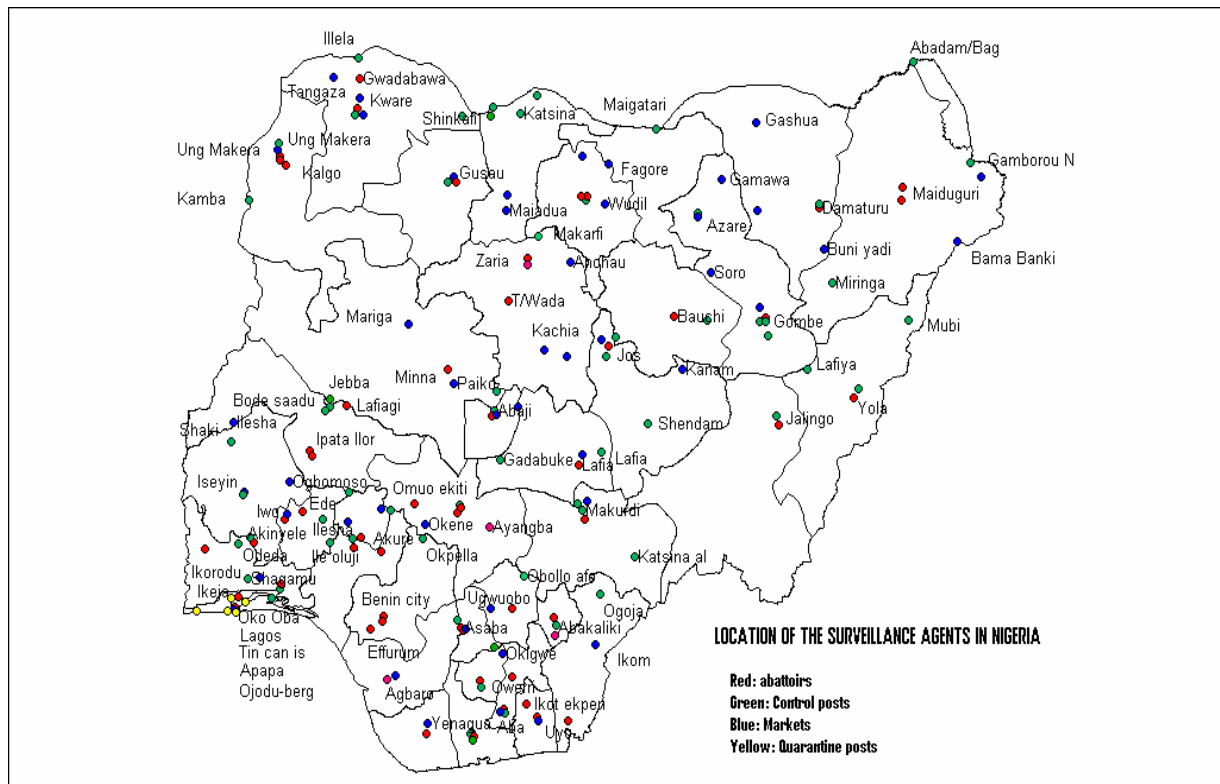 Illela
Abadam/Bag
Gwadabawa
Tangaza
Kware
Shinkafi
Katsina
Maigatari
Gashua
Ung Makera
Ung Makera
Kalgo
Gusau
Fagore
Gamawa
Gamborou N
Kamba
Maiadua
Wudil
Azare
Damaturu
Maiduguri
Makarfi
Buni yadi
Bama Banki
Zaria
Anchau
Soro
Miringa
T/Wada
Mariga
Baushi
Gombe
Mubi
Kachia
Jos
Minna
Paiko
Kanam
Lafiya
Jebba
Bode saadu
Lafiagi
Abaji
Yola
Ilesha
Shaki
Ipata Ilor
Shendam
Jalingo
Gadabuke
Lafia
Lafia
Iseyin
Ogbomoso
Omuo ekiti
Iwo
Ede
Makurdi
Akinyele
Ilesha
Akure
Okene
Ayangba
Odeda
Ile oluji
Okpella
Katsina al
Ikorodu
Shagamu
Obollo afo
Ikeja
Ugwuobo
Ogoja
Oko Oba
Benin city
Asaba
Abakaliki
Lagos
Tin can is
Apapa
Ojodu-berg
Effurum
Okigwe
Ikom
Agbaro
Owerri
Ikot ekpen
Yenagua
Aba
Uyo
LOCATION OF THE SURVEILLANCE AGENTS IN NIGERIA
Red: abattoirs
Green: Control posts
Blue: Markets
Yellow: Quarantine posts